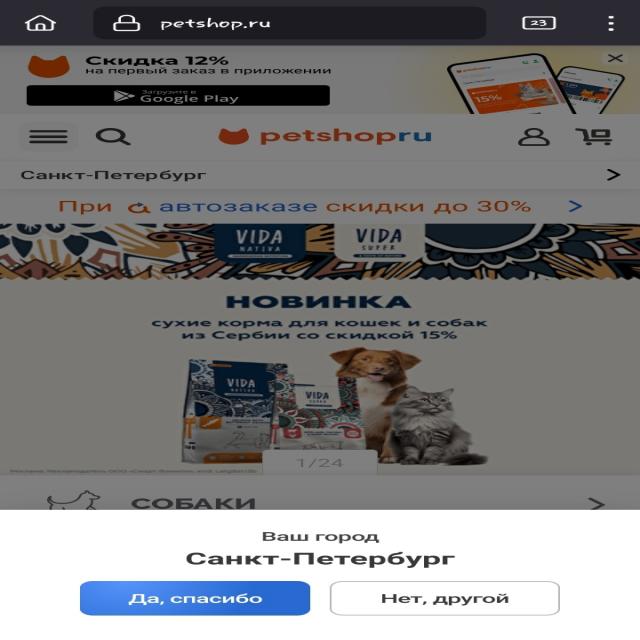 petshop.ru
23
Скидка 12%
на первый заказ в приложении
Загрузите в
Google Play
15%
petshopru
Санкт-Петербург
При автозаказе скидки до 30%
VIDA
NATIVA
VIDA
SUPER
НОВИНКА
сухие корма для кошек и собак
из Сербии со скидкой 15%
VIDA
NATIVA
VIDA
SUPER
1/24
СОБАКИ
Ваш город
Санкт-Петербург
Да, спасибо
Нет, другой